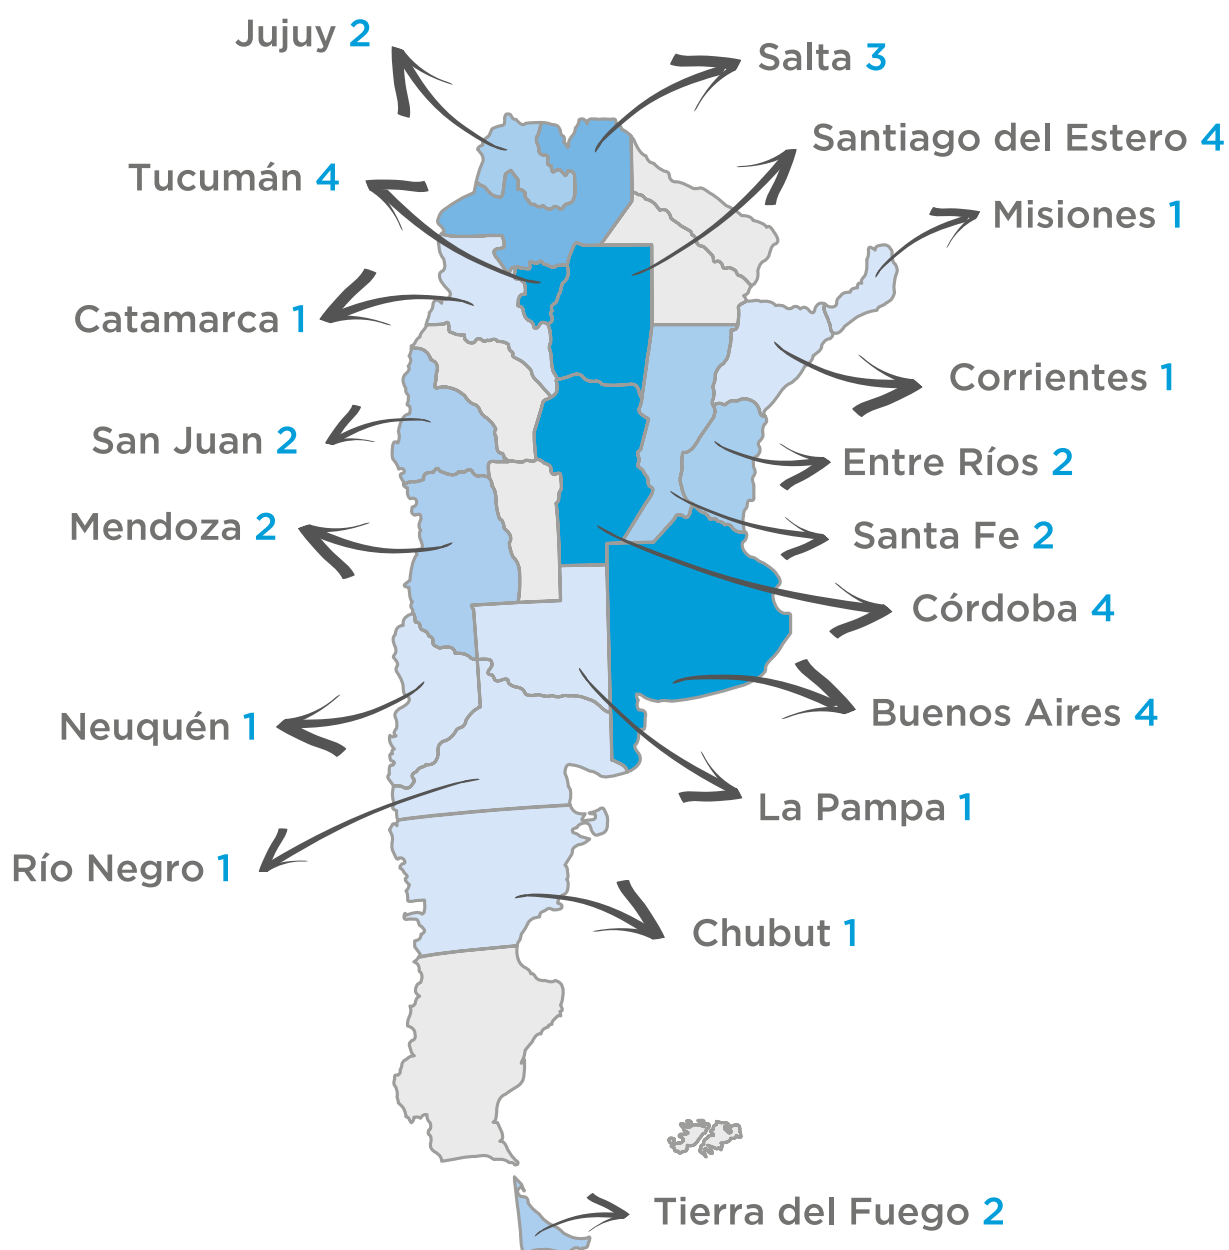 Jujuy 2
Salta 3
Santiago del Estero 4
Tucumán 4
Misiones 1
Catamarca 1
Corrientes 1
San Juan 2
Entre Ríos 2
Mendoza 2
Santa Fe 2
Córdoba 4
Buenos Aires 4
Neuquén 1
La Pampa 1
Río Negro 1
Chubut 1
Tierra del Fuego 2